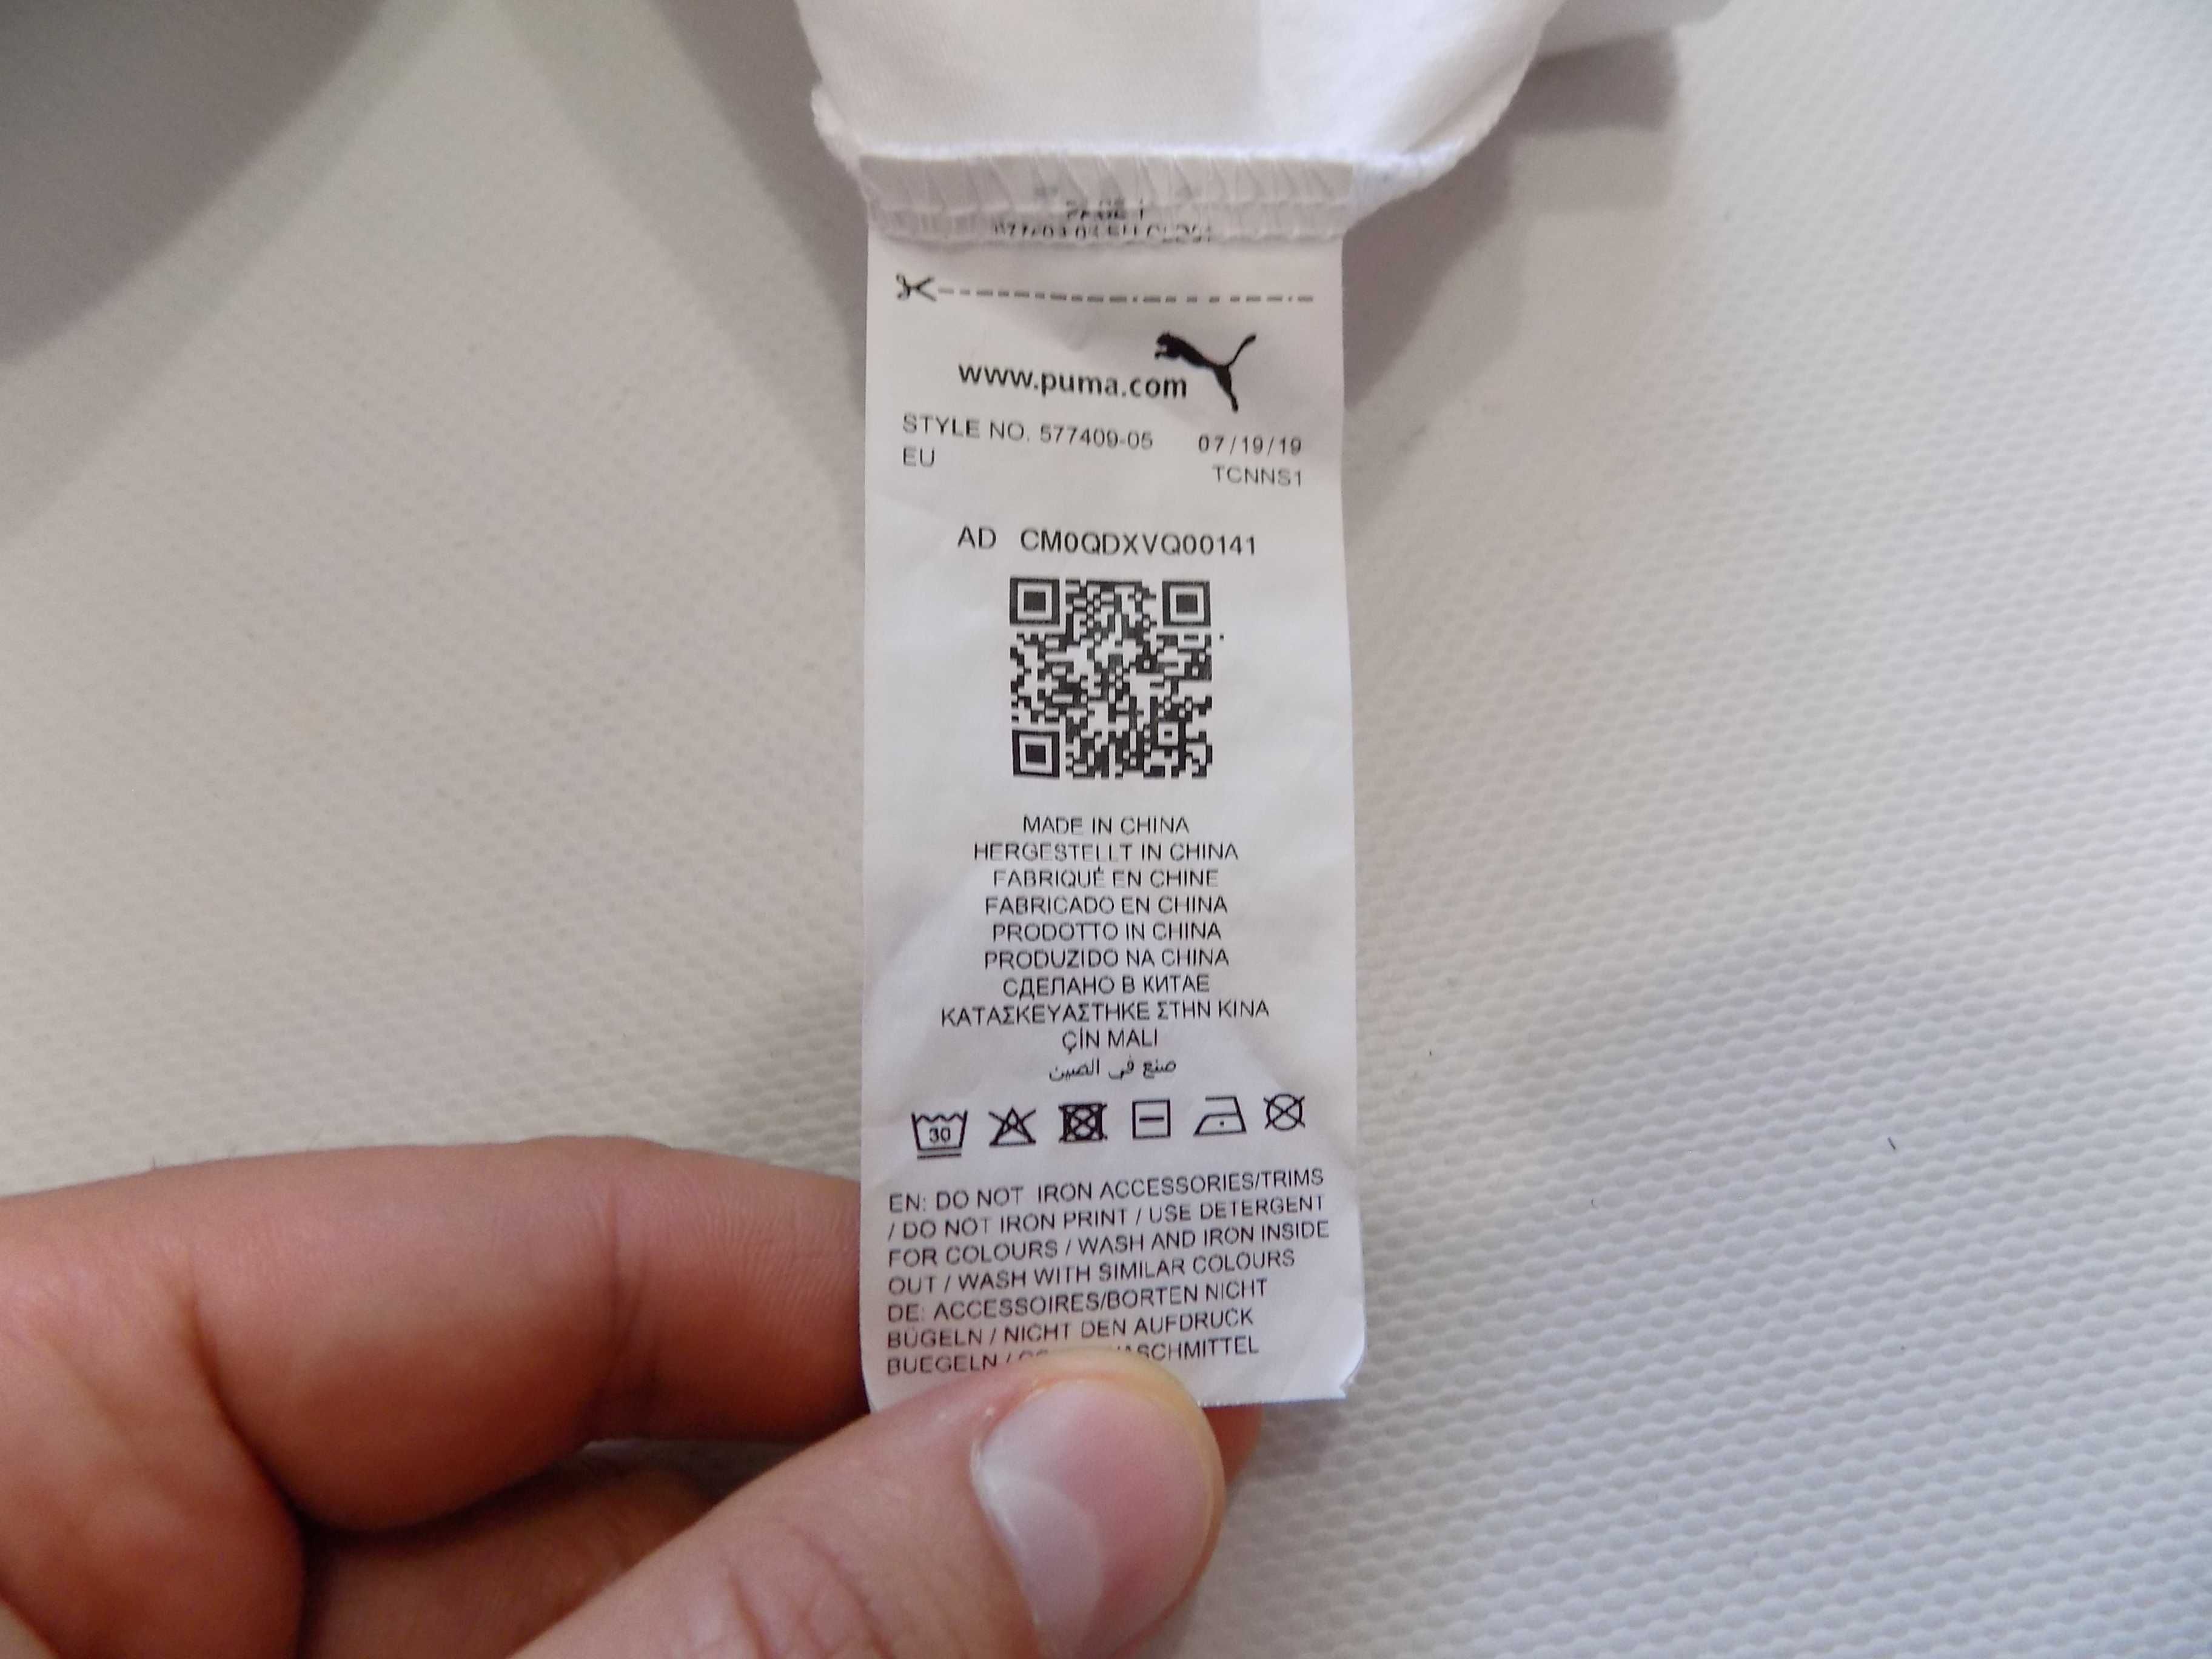 www.puma.com
STYLE NO. 577409-05 07/19/19
EU TCNNS1
AD CM0QDXVQ00141
MADE IN CHINA
HERGESTELLT IN CHINA
FABRIQUÉ EN CHINE
FABRICADO EN CHINA
PRODOTTO IN CHINA
PRODUZIDO NA CHINA
СДЕЛАНО В КИТАЕ
ΚΑΤΑΣΚΕΥΑΣΤΗΚΕ ΣΤΗΝ ΚΙΝΑ
ÇİN MALI
صنع في الصين
30
EN: DO NOT IRON ACCESSORIES/TRIMS
/ DO NOT IRON PRINT / USE DETERGENT
FOR COLOURS / WASH AND IRON INSIDE
OUT / WASH WITH SIMILAR COLOURS
DE: ACCESSOIRES/BORTEN NICHT
BÜGELN / NICHT DEN AUFDRUCK
BUEGELN /